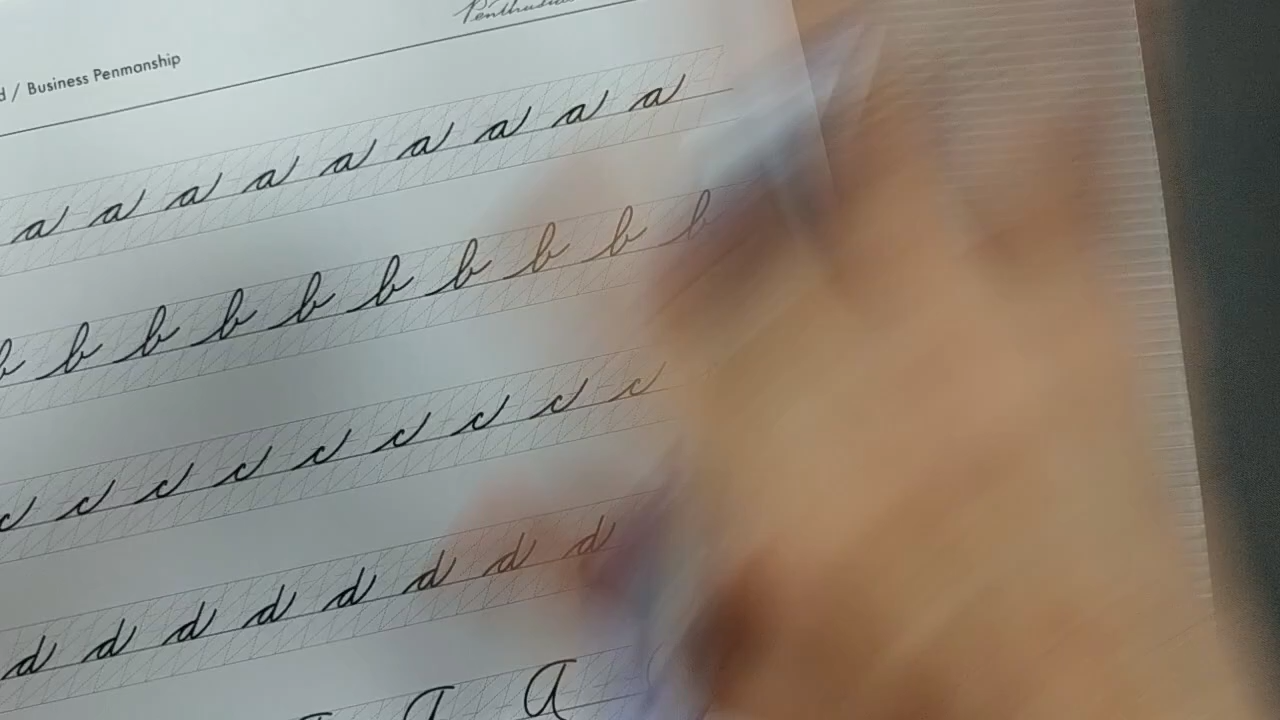 d / Business Penmanship
a a a a a a a a a
b b b b b b b b b b
c c c c c c c c c
d d d d d d d d
A A